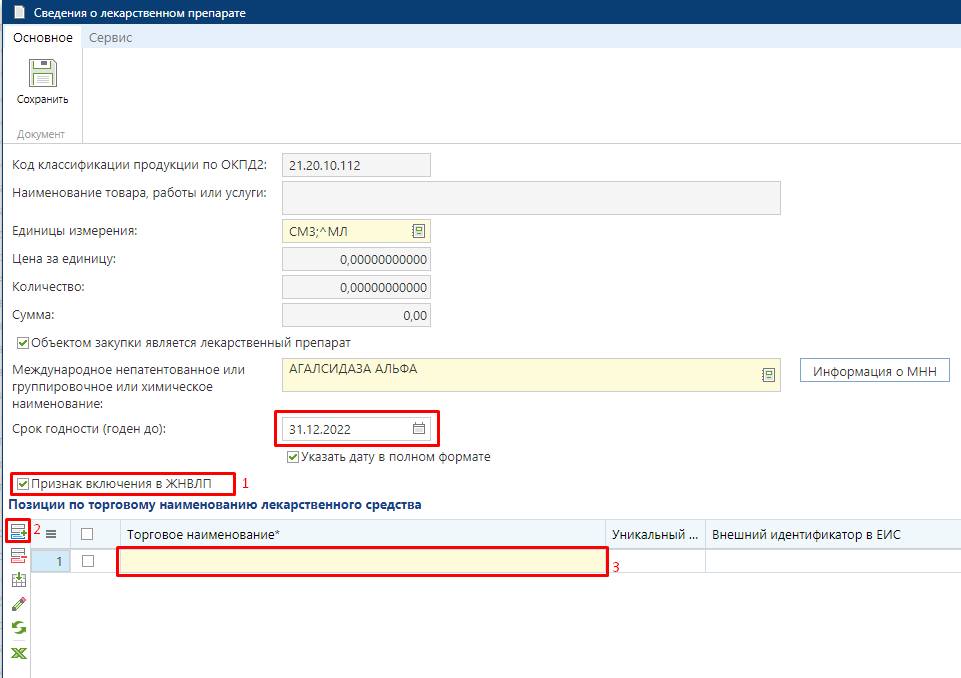 Сведения о лекарственном препарате
Основное Сервис
Сохранить
Документ
Код классификации продукции по ОКПД2: 21.20.10.112
Наименование товара, работы или услуги:
Единицы измерения: СМ3;^МЛ
Цена за единицу: 0,00000000000
Количество: 0,00000000000
Сумма: 0,00
Объектом закупки является лекарственный препарат
Международное непатентованное или
группировочное или химическое
наименование:
АГАЛСИДАЗА АЛЬФА
Информация о МНН
Срок годности (годен до): 31.12.2022
Указать дату в полном формате
Признак включения в ЖНВЛП 1
Позиции по торговому наименованию лекарственного средства
2 Торговое наименование* Уникальный ... Внешний идентификатор в ЕИС
1
3